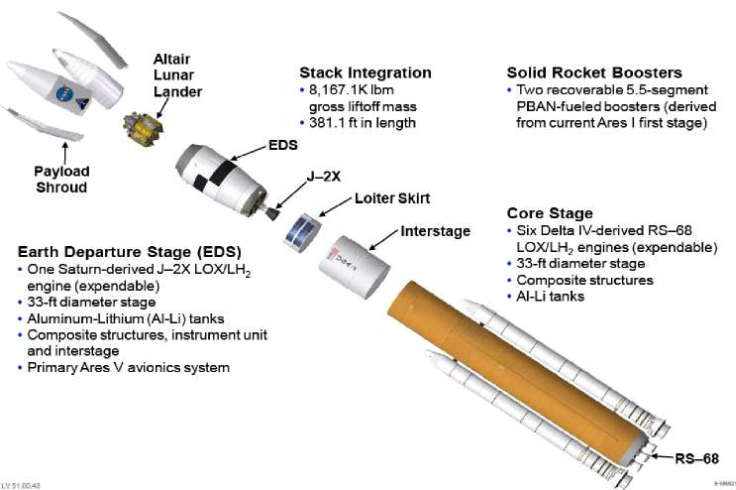 Altair
Lunar
Lander
Payload
Shroud
Stack Integration
• 8,167.1K lbm
gross liftoff mass
• 381.1 ft in length
Solid Rocket Boosters
• Two recoverable 5.5-segment
PBAN-fueled boosters (derived
from current Ares I first stage)
EDS
J–2X
Loiter Skirt
Interstage
Core Stage
• Six Delta IV-derived RS–68
LOX/LH₂ engines (expendable)
• 33-ft diameter stage
• Composite structures
• Al-Li tanks
Earth Departure Stage (EDS)
• One Saturn-derived J–2X LOX/LH₂
engine (expendable)
• 33-ft diameter stage
• Aluminum-Lithium (Al-Li) tanks
• Composite structures, instrument unit
and interstage
• Primary Ares V avionics system
RS–68